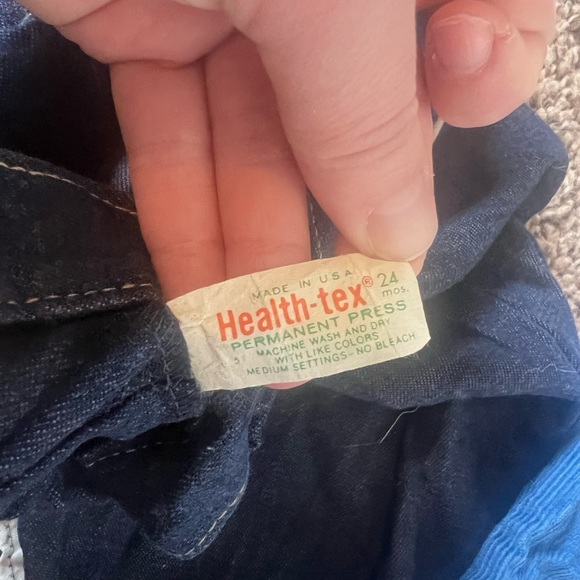 MADE IN U.S.A.
Health-tex® 24 mos.
PERMANENT PRESS
MACHINE WASH AND DRY
WITH LIKE COLORS
MEDIUM SETTINGS-NO BLEACH